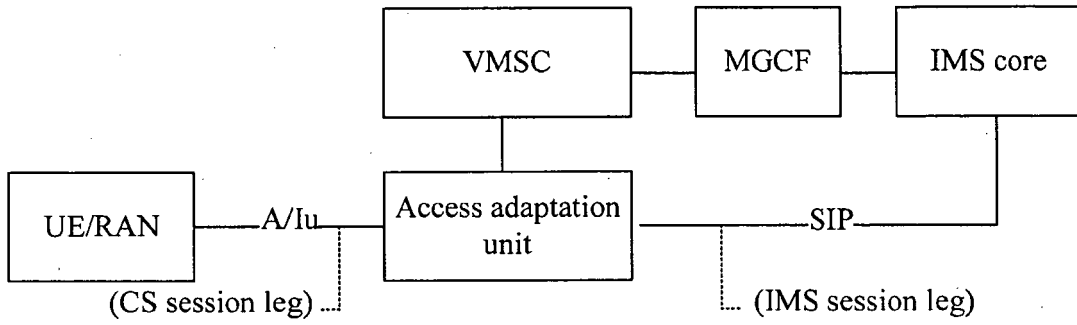 VMSC
MGCF
IMS core
UE/RAN
A/Iu
Access adaptation
unit
SIP
(CS session leg)
(IMS session leg)